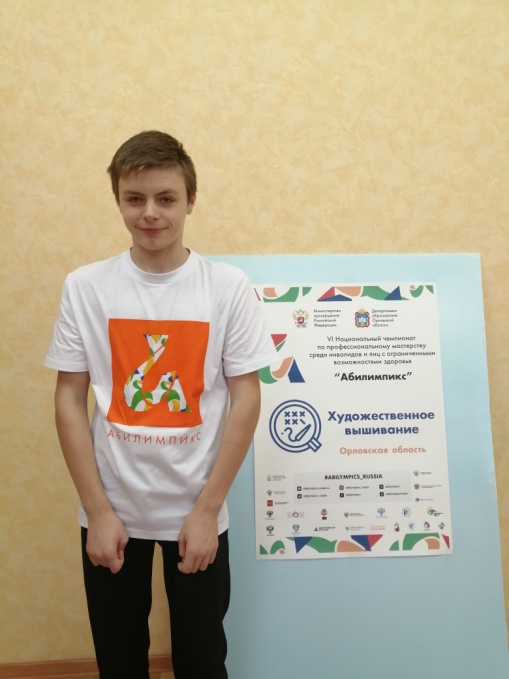 АБИЛИМПИКС
Министерство
просвещения
Российской
Федерации
Департамент
образования
Орловской
области
VI Национальный чемпионат
по профессиональному мастерству
среди инвалидов и лиц с ограниченными
возможностями здоровья
"Абилимпикс"
Художественное
вышивание
Орловская область
#ABILYMPICS_RUSSIA